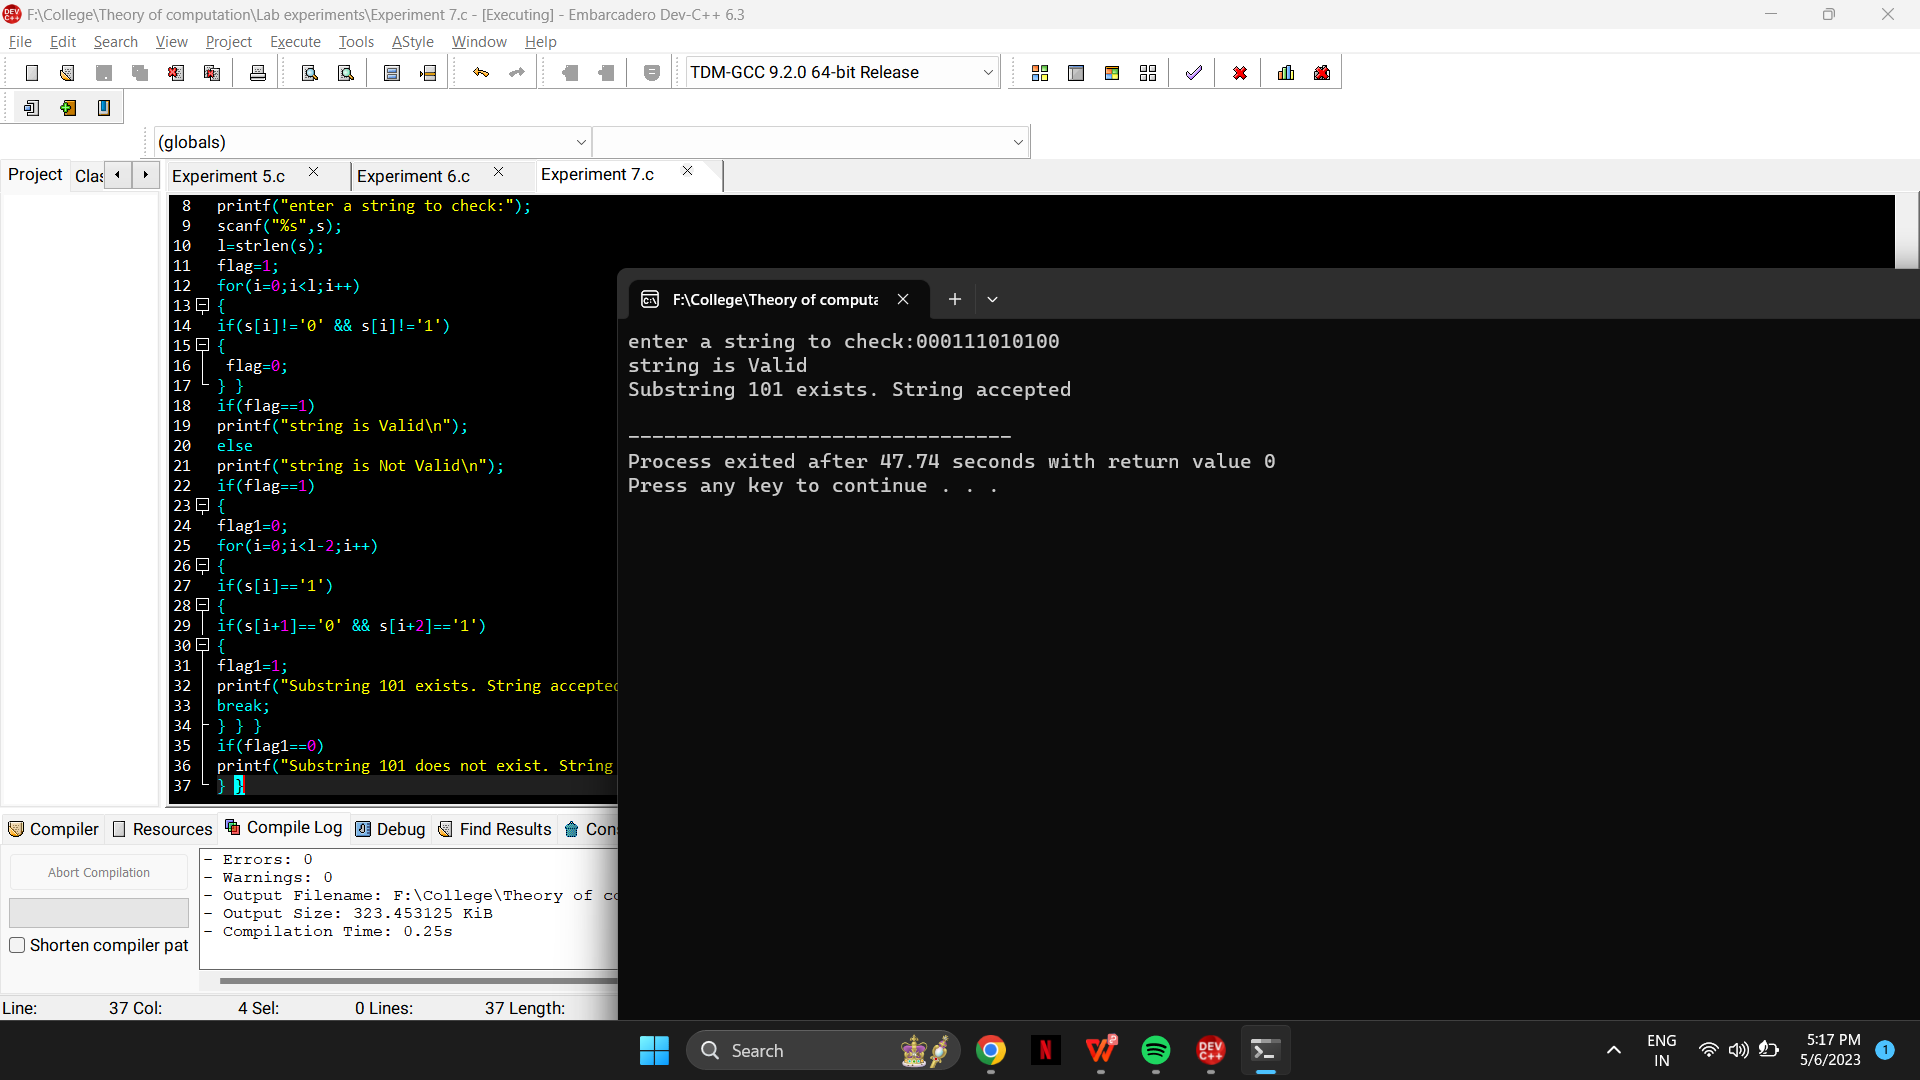 F:\College\Theory of computation\Lab experiments\Experiment 7.c - [Executing] - Embarcadero Dev-C++ 6.3
File Edit Search View Project Execute Tools AStyle Window Help
TDM-GCC 9.2.0 64-bit Release
(globals)
Project Clas Experiment 5.c Experiment 6.c Experiment 7.c
8 printf("enter a string to check:");
9 scanf("%s",s);
10 l=strlen(s);
11 flag=1;
12 for(i=0;i<l;i++)
13 {
14 if(s[i]!='0' && s[i]!='1')
15 {
16 flag=0;
17 } }
18 if(flag==1)
19 printf("string is Valid\n");
20 else
21 printf("string is Not Valid\n");
22 if(flag==1)
23 {
24 flag1=0;
25 for(i=0;i<l-2;i++)
26 {
27 if(s[i]=='1')
28 {
29 if(s[i+1]=='0' && s[i+2]=='1')
30 {
31 flag1=1;
32 printf("Substring 101 exists. String accepted
33 break;
34 } } }
35 if(flag1==0)
36 printf("Substring 101 does not exist. String
37 } }
F:\College\Theory of computa
enter a string to check:000111010100
string is Valid
Substring 101 exists. String accepted
--------------------------------
Process exited after 47.74 seconds with return value 0
Press any key to continue . . .
Compiler Resources Compile Log Debug Find Results Con
Abort Compilation
Shorten compiler pat
- Errors: 0
- Warnings: 0
- Output Filename: F:\College\Theory of co
- Output Size: 323.453125 KiB
- Compilation Time: 0.25s
Line: 37 Col: 4 Sel: 0 Lines: 37 Length:
Search
DEV C++
ENG
IN
5:17 PM
5/6/2023
1